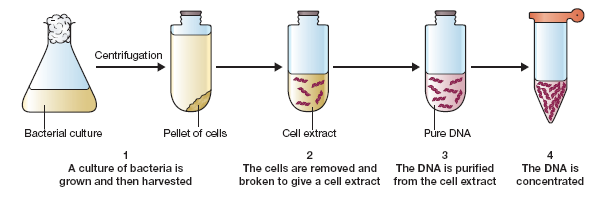 Centrifugation
Bacterial culture
Pellet of cells
Cell extract
Pure DNA
1
A culture of bacteria is
grown and then harvested
2
The cells are removed and
broken to give a cell extract
3
The DNA is purified
from the cell extract
4
The DNA is
concentrated